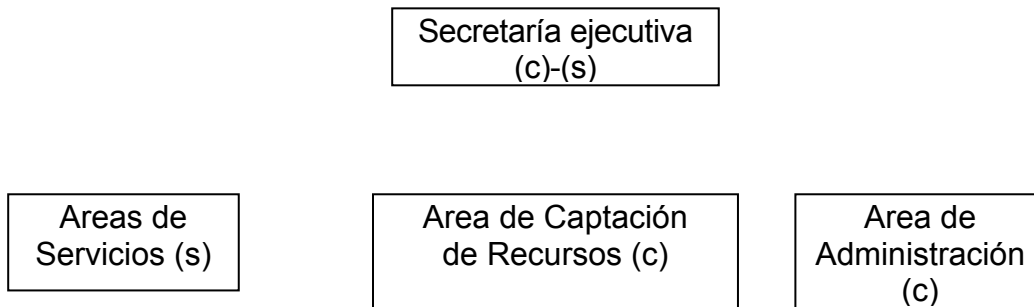 Secretaría ejecutiva
(c)-(s)
Areas de
Servicios (s)
Area de Captación
de Recursos (c)
Area de
Administración
(c)